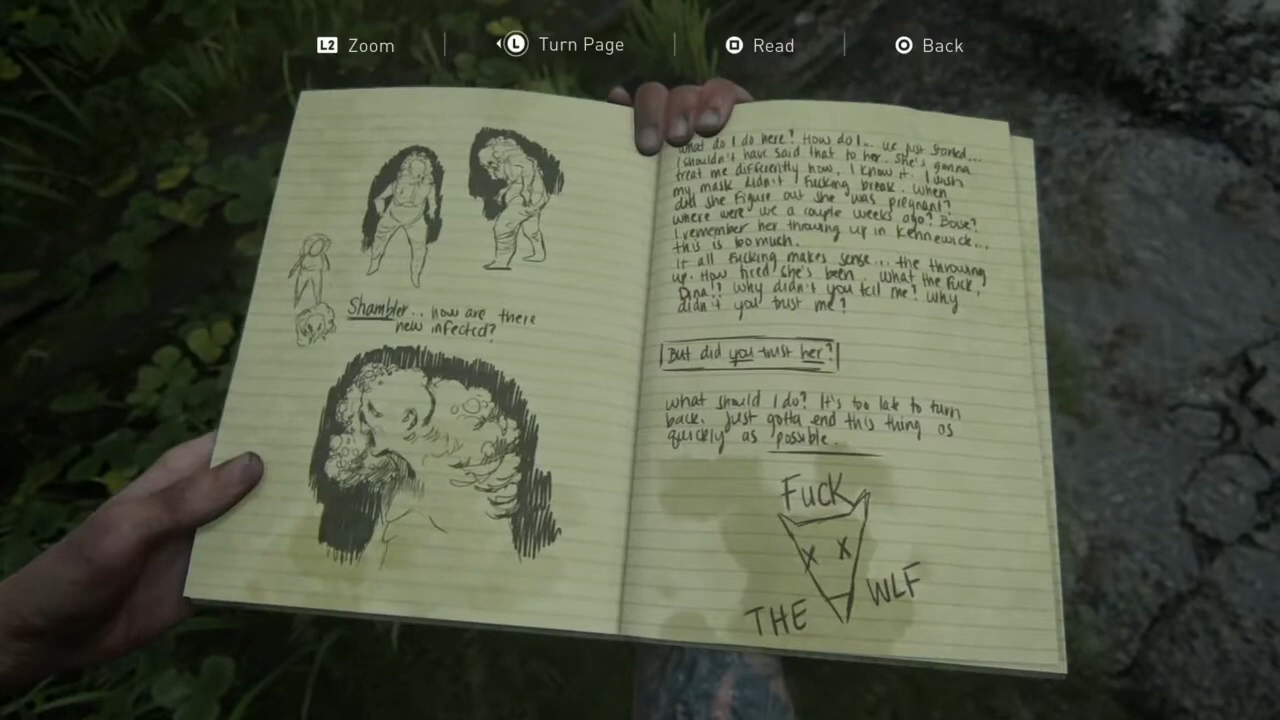 L2 Zoom
L Turn Page
Read
Back
Shambler... how are there
new infected?
what do I do here? How do I... we just started...
I shouldn't have said that to her. She's gonna
treat me differently now, I know it. I wish
my mask didn't fucking break. When
did she figure out she was pregnant?
where were we a couple weeks ago? Boise?
I remember her throwing up in Kennewick...
this is too much.
It all fucking makes sense... the throwing
up. How tired she's been. What the fuck,
Dina!? Why didn't you tell me? Why
didn't you trust me?
But did you trust her?
what should I do? It's too late to turn
back. Just gotta end this thing as
quickly as possible.
Fuck
THE
WLF